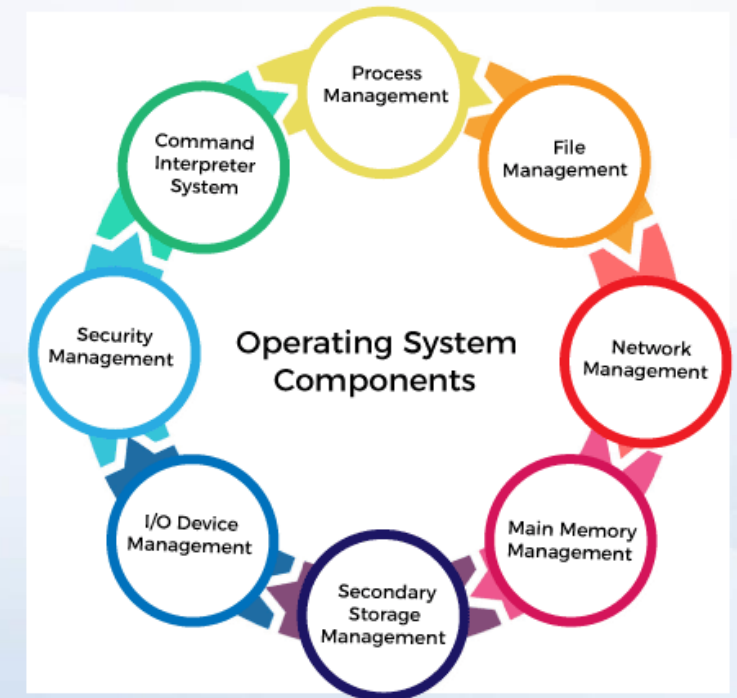 Process
Management
File
Management
Network
Management
Main Memory
Management
Secondary
Storage
Management
I/O Device
Management
Security
Management
Command
Interpreter
System
Operating System
Components